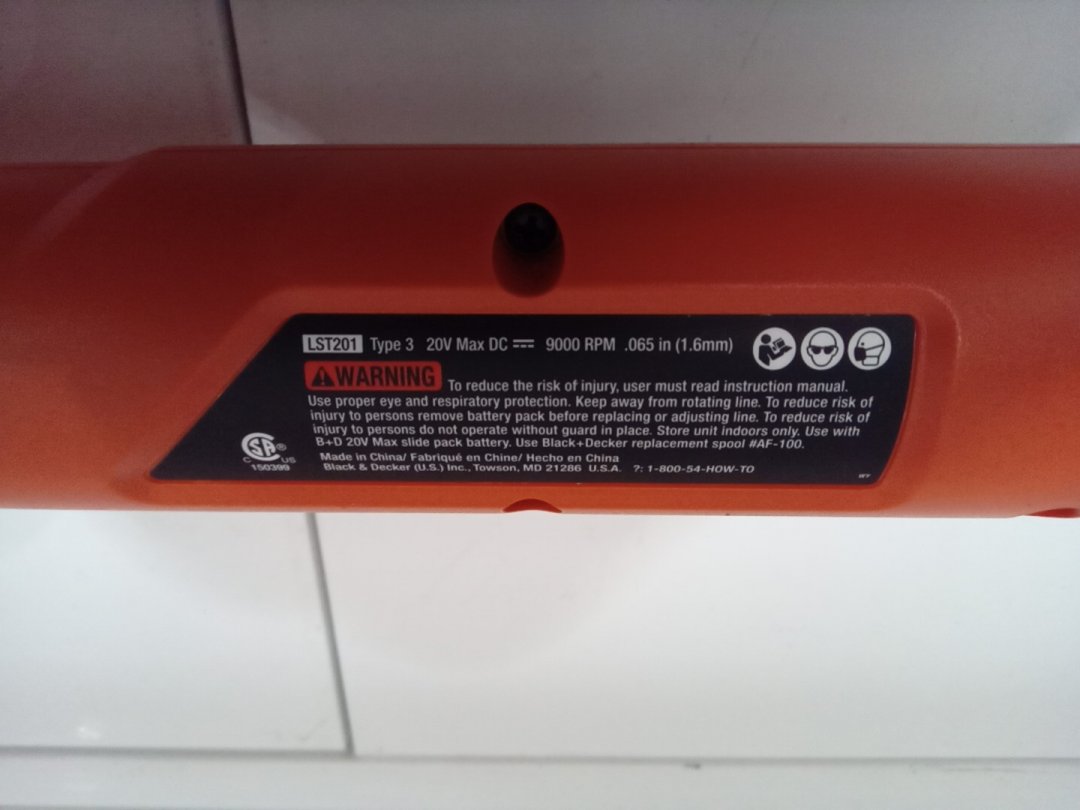 LST201 Type 3 20V Max DC 9000 RPM .065 in (1.6mm)
WARNING To reduce the risk of injury, user must read instruction manual.
Use proper eye and respiratory protection. Keep away from rotating line. To reduce risk of
injury to persons remove battery pack before replacing or adjusting line. To reduce risk of
injury to persons do not operate without guard in place. Store unit indoors only. Use with
B+D 20V Max slide pack battery. Use Black+Decker replacement spool #AF-100.
Made in China/ Fabriqué en Chine/ Hecho en China
Black & Decker (U.S.) Inc., Towson, MD 21286 U.S.A. ?: 1-800-54-HOW-TO
C SA ® US
150399